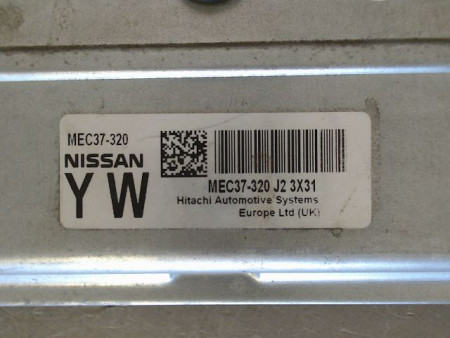 MEC37-320
NISSAN
Y W
MEC37-320 J2 3X31
Hitachi Automotive Systems
Europe Ltd (UK)